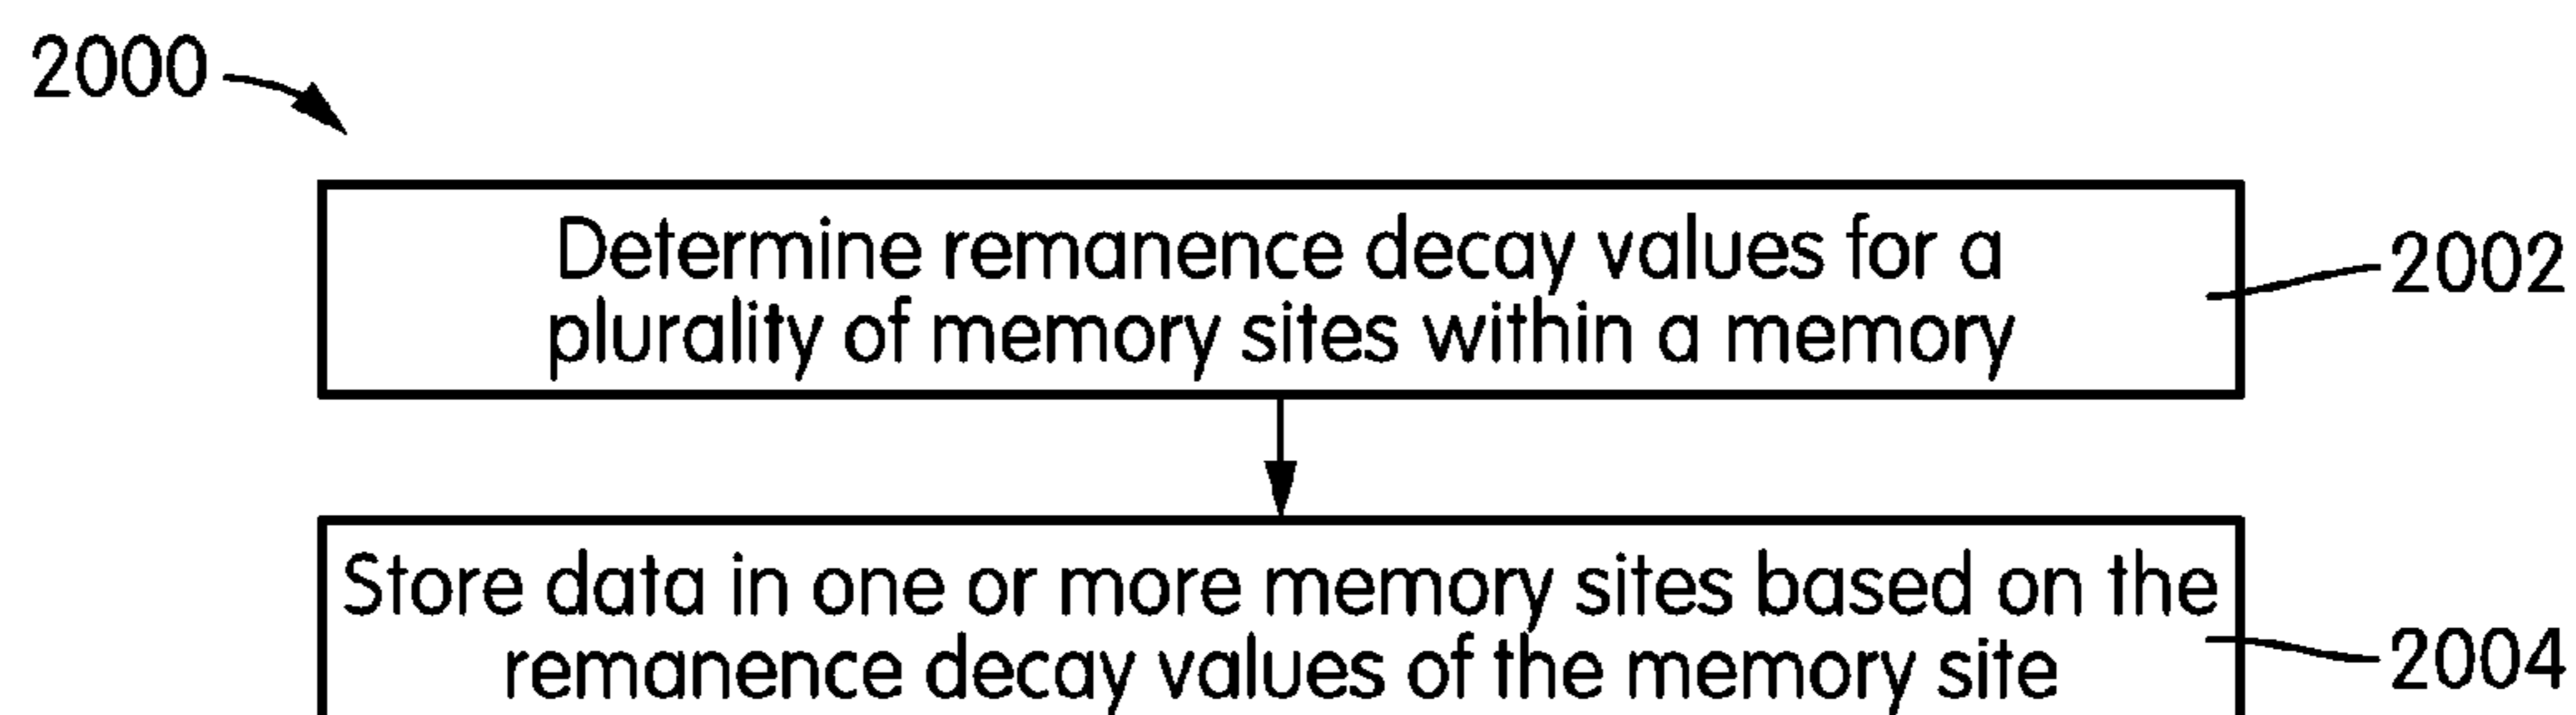 2000
Determine remanence decay values for a
plurality of memory sites within a memory
2002
Store data in one or more memory sites based on the
remanence decay values of the memory site
2004